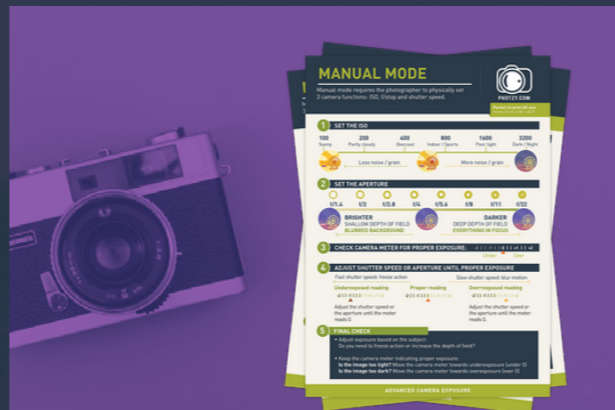 MANUAL MODE
Manual mode requires the photographer to physically set
3 camera functions: ISO, f/stop and shutter speed.
PHOTZY.COM
1 SET THE ISO
100 200 400 800 1600 3200
Sunny Partly cloudy Overcast Indoor / Sports Poor light Dark / Night
Less noise / grain More noise / grain
2 SET THE APERTURE
f/1.4 f/2 f/2.8 f/4 f/5.6 f/8 f/11 f/22
BRIGHTER DARKER
SHALLOW DEPTH OF FIELD DEEP DEPTH OF FIELD
BLURRED BACKGROUND EVERYTHING IN FOCUS
3 CHECK CAMERA METER FOR PROPER EXPOSURE:
Under Over
4 ADJUST SHUTTER SPEED OR APERTURE UNTIL PROPER EXPOSURE
Fast shutter speed: freeze action Slow shutter speed: blur motion
Underexposed reading Proper reading Overexposed reading
Adjust the shutter speed or Adjust the shutter speed or
the aperture until the meter the aperture until the meter
reads 0. reads 0.
5 FINAL CHECK
• Adjust exposure based on the subject:
Do you need to freeze action or increase the depth of field?
• Keep the camera meter indicating proper exposure:
Is the image too light? Move the camera meter towards underexposure (under 0)
Is the image too dark? Move the camera meter towards overexposure (over 0)
ADVANCED CAMERA EXPOSURE